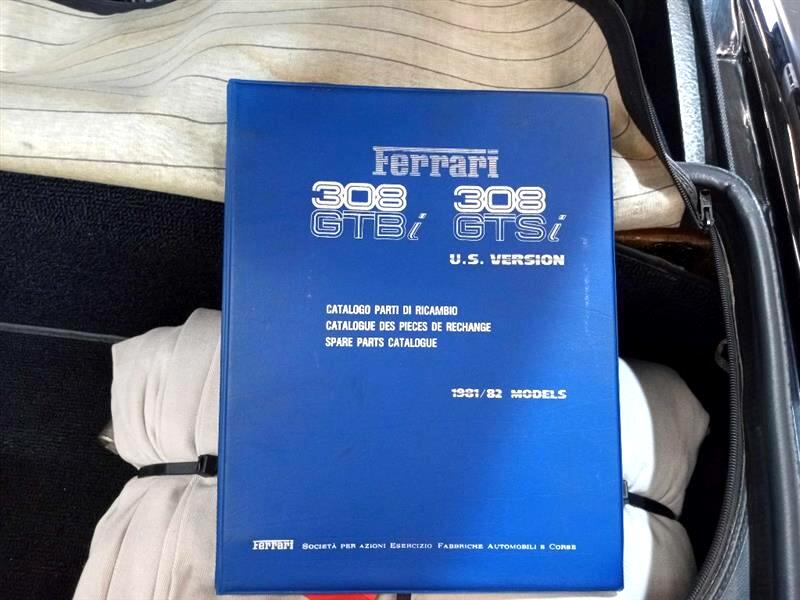 Ferrari
308 308
GTBi GTSi
U.S. VERSION
CATALOGO PARTI DI RICAMBIO
CATALOGUE DES PIECES DE RECHANGE
SPARE PARTS CATALOGUE
1981/82 MODELS
Ferrari SOCIETÀ PER AZIONI ESERCIZIO FABBRICHE AUTOMOBILI E CORSE